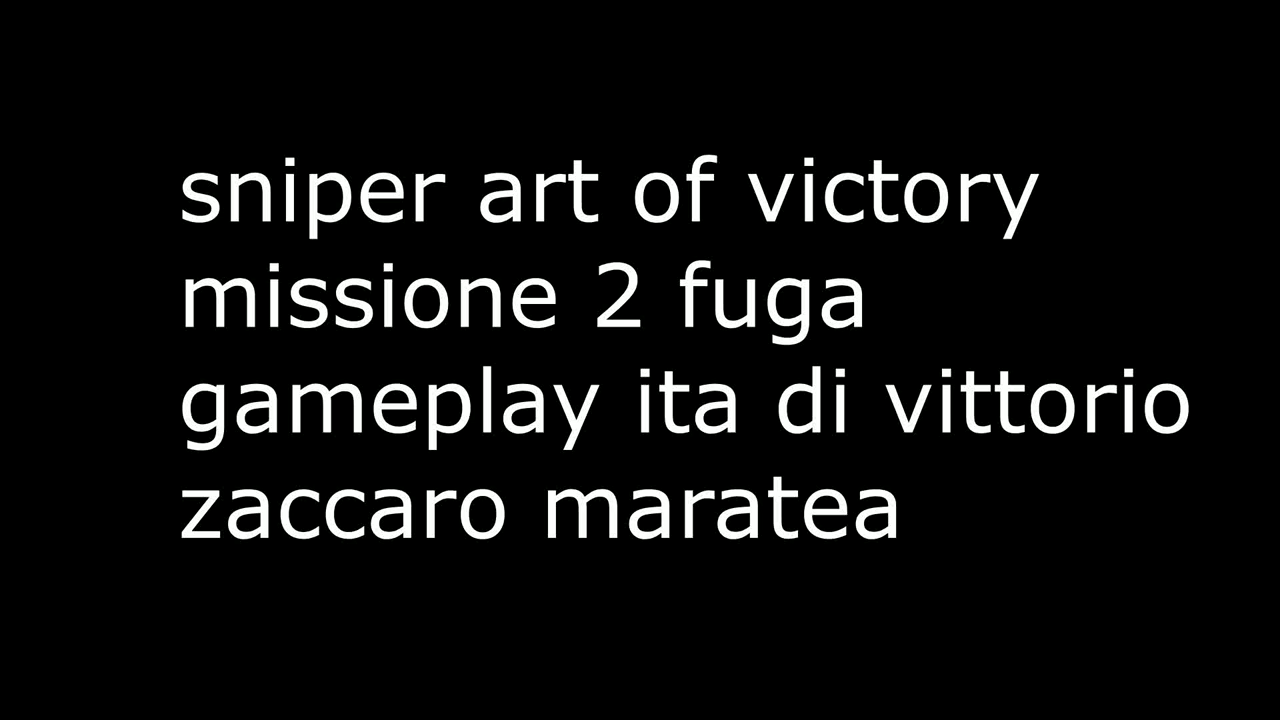 sniper art of victory
missione 2 fuga
gameplay ita di vittorio
zaccaro maratea